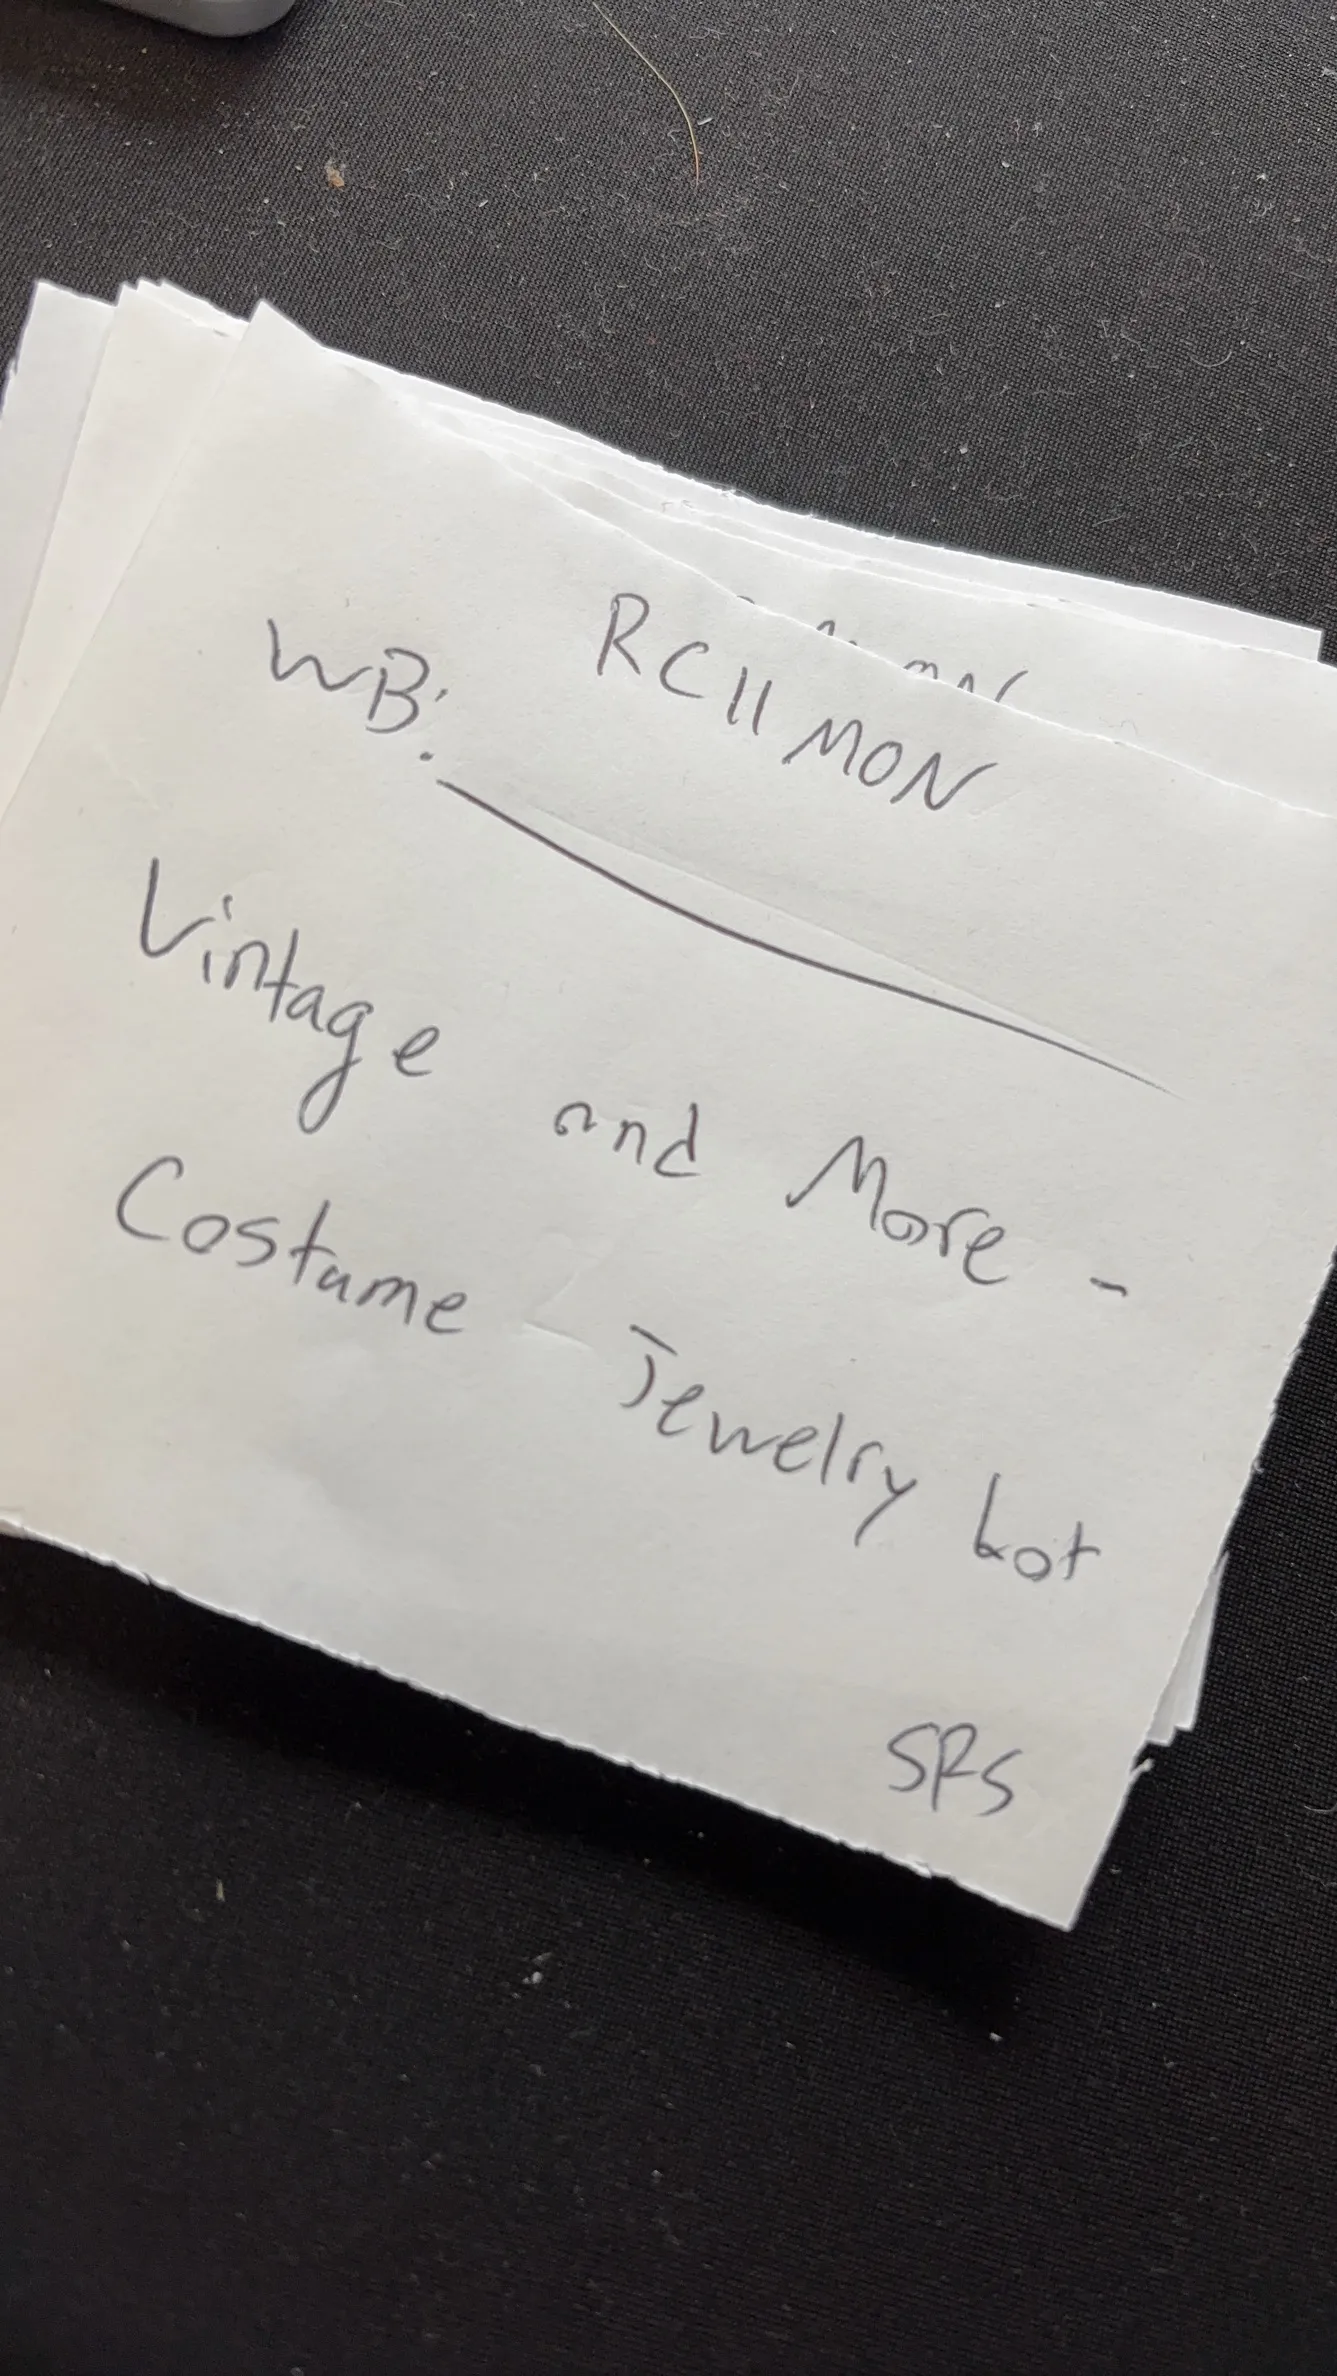 WB: RC11 MON
Vintage and More -
Costume Jewelry Lot
SRS